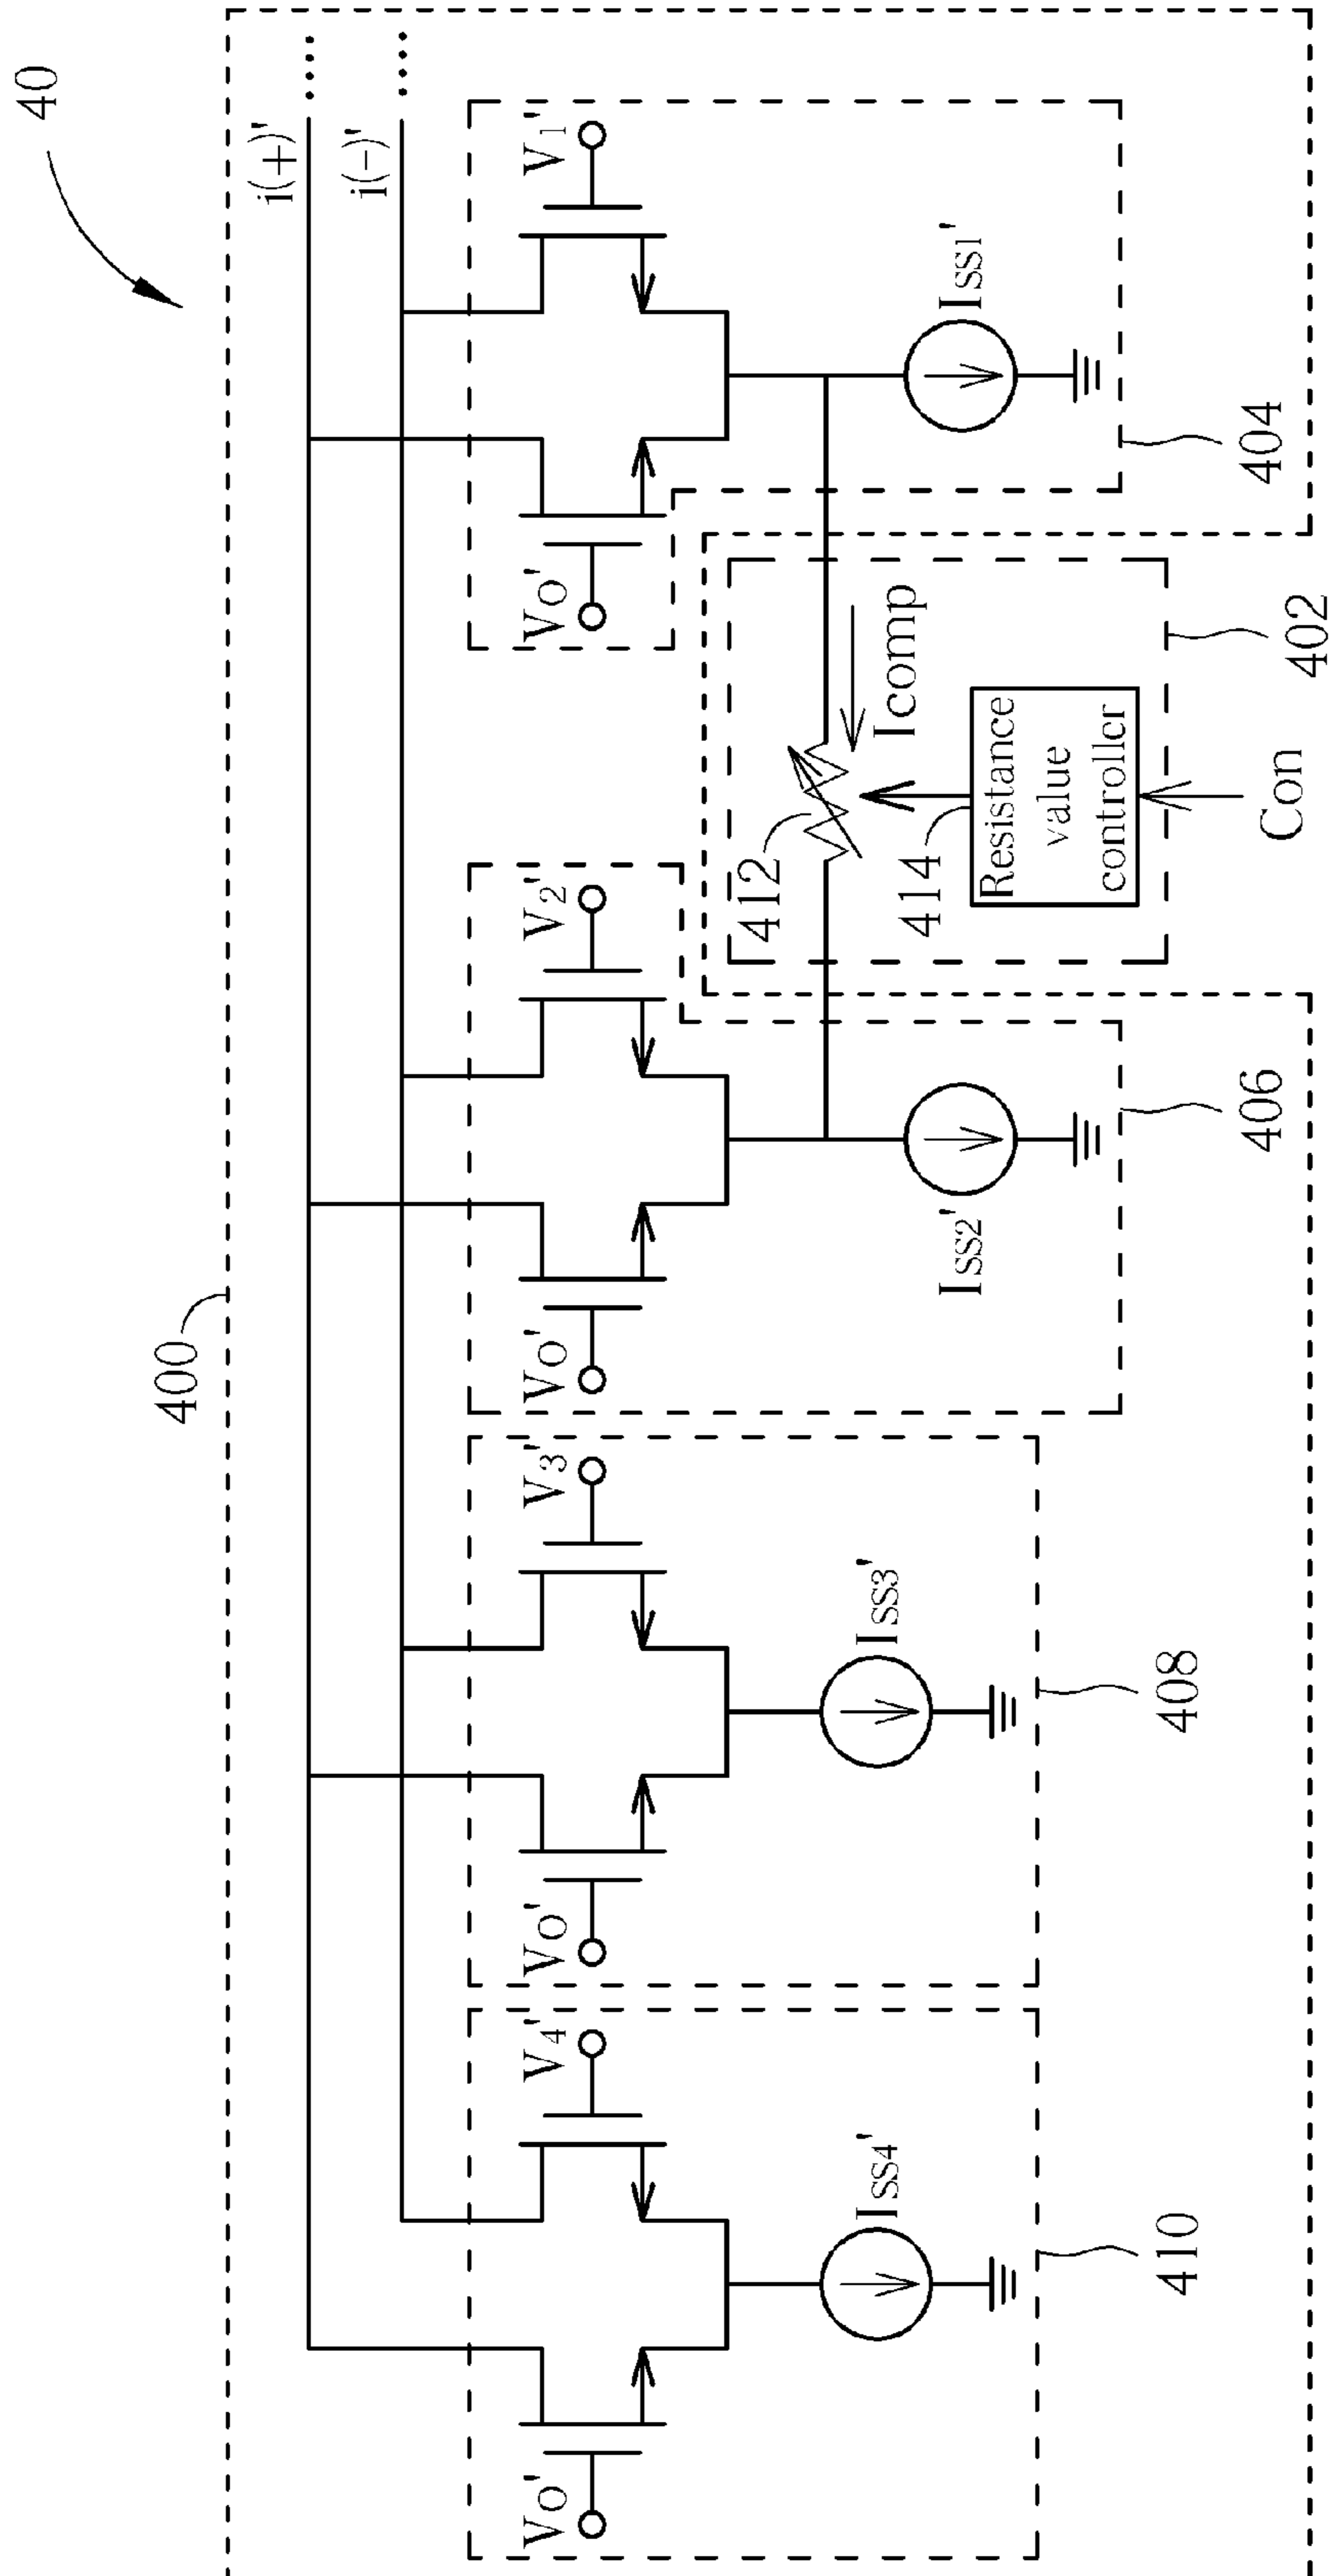 40
400
i(+)'
i(−)'
Vo'
V4'
Vo'
V3'
Vo'
V2'
Vo'
V1'
Iss4'
Iss3'
Iss2'
Iss1'
412
Icomp
414
Resistance
value
controller
Con
410
408
406
402
404